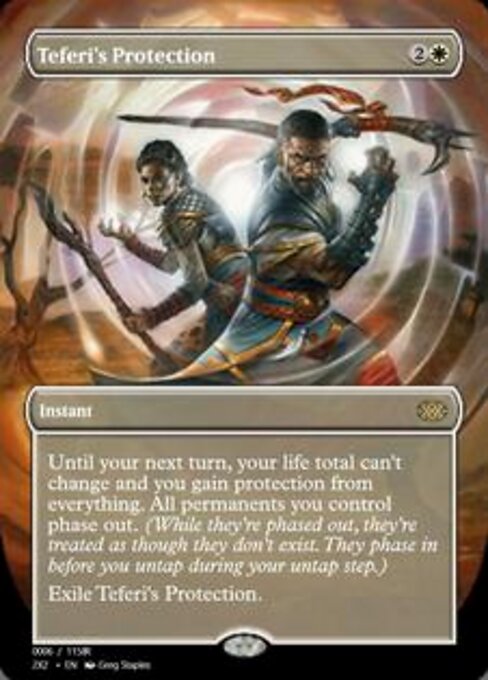 Teferi's Protection 2
Instant
Until your next turn, your life total can't
change and you gain protection from
everything. All permanents you control
phase out. (While they're phased out, they're
treated as though they don't exist. They phase in
before you untap during your untap step.)
Exile Teferi's Protection.
2X2 • EN Greg Staples